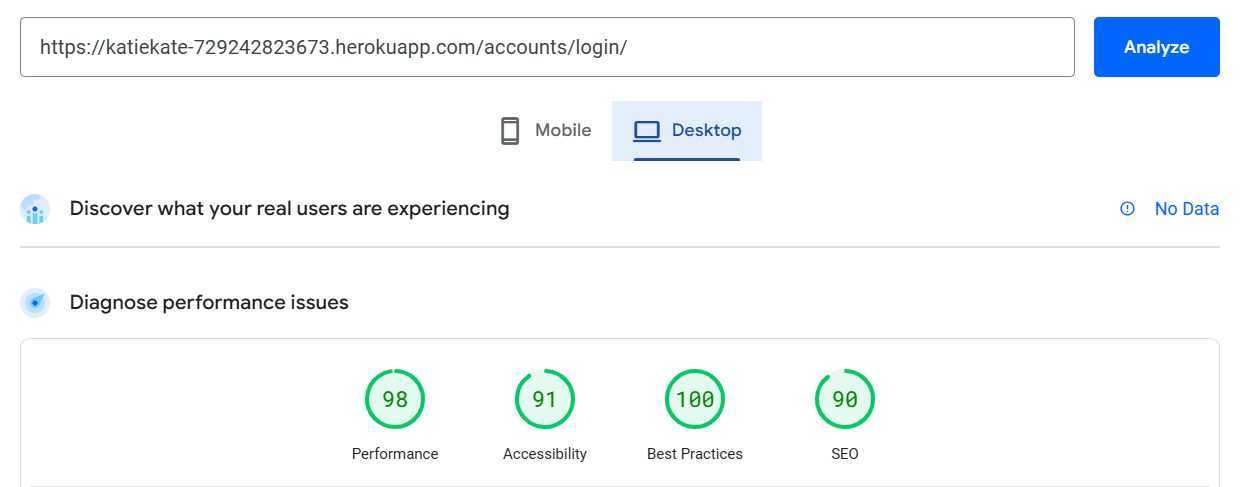 https://katiekate-729242823673.herokuapp.com/accounts/login/
Analyze
Mobile
Desktop
Discover what your real users are experiencing
No Data
Diagnose performance issues
98
91
100
90
Performance
Accessibility
Best Practices
SEO